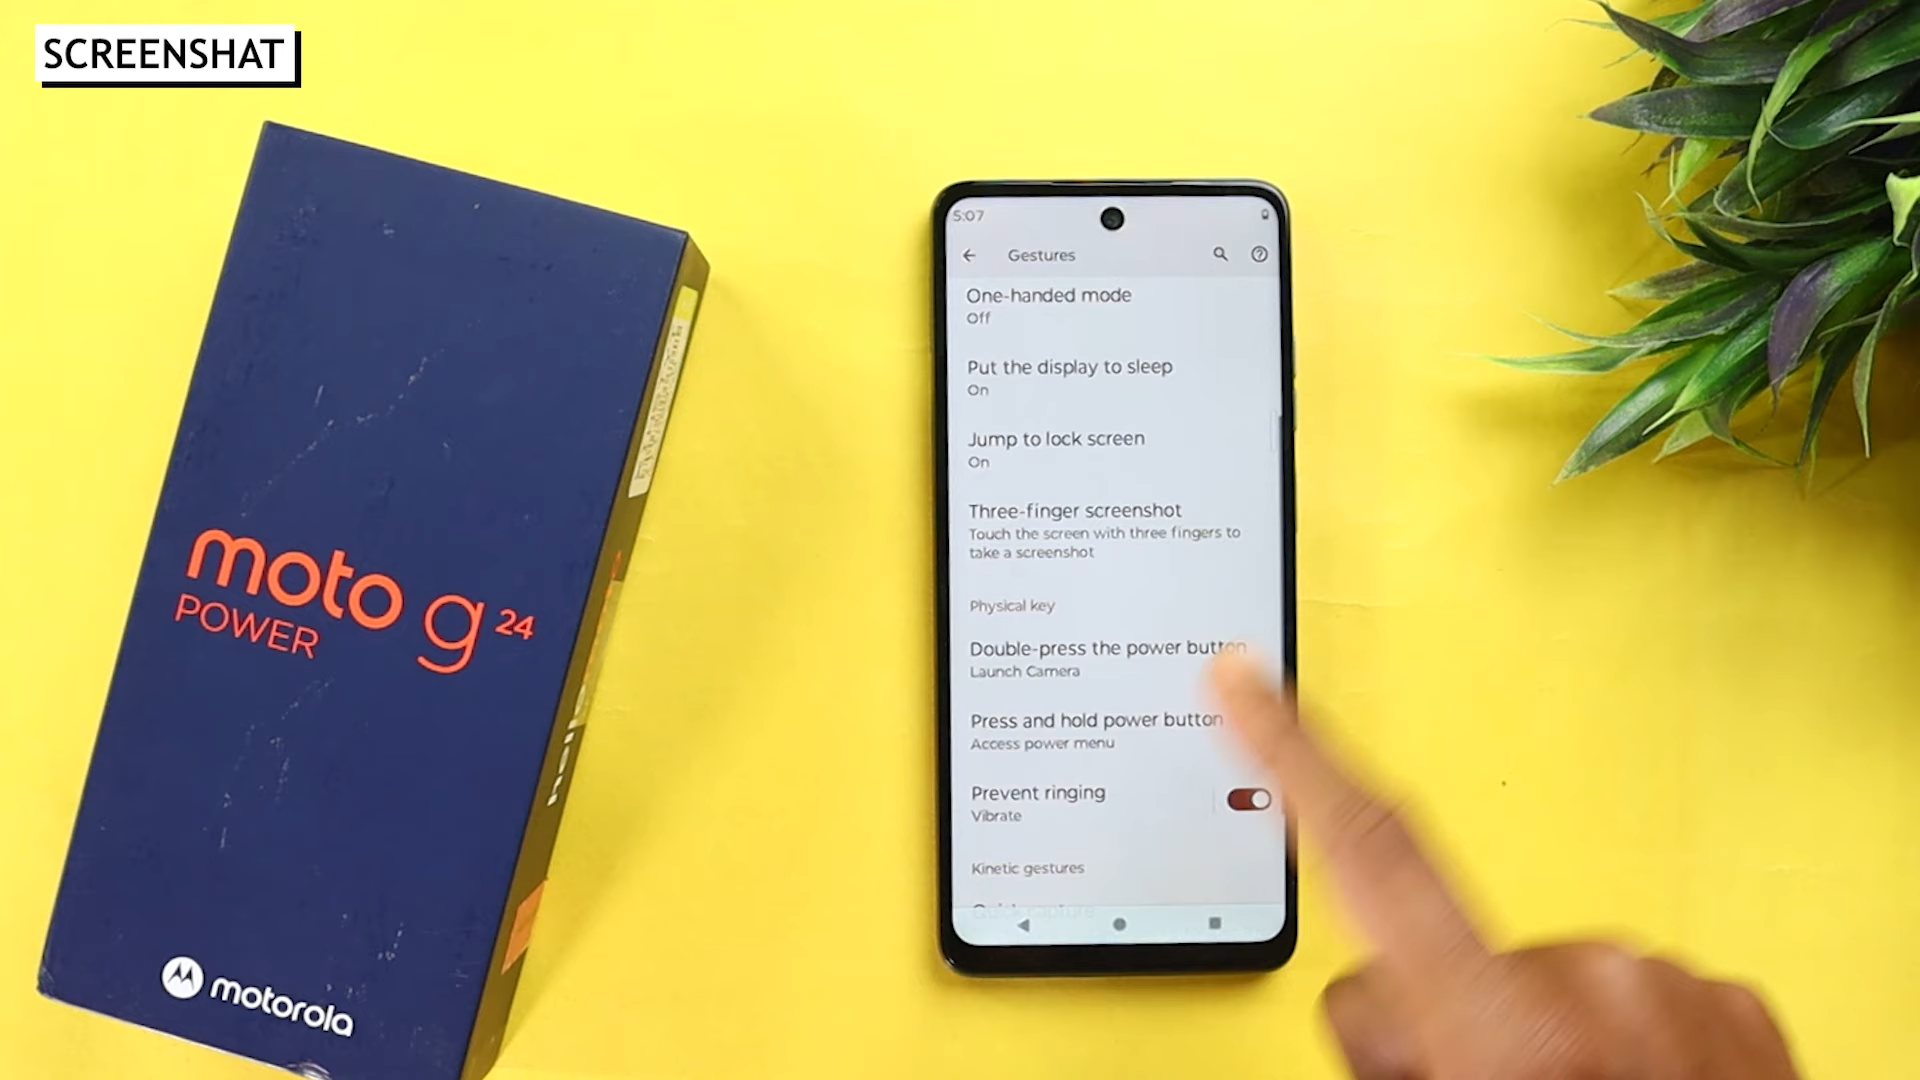 SCREENSHAT
moto g 24
POWER
motorola
5:07
Gestures
One-handed mode
Off
Put the display to sleep
On
Jump to lock screen
On
Three-finger screenshot
Touch the screen with three fingers to
take a screenshot
Physical key
Double-press the power button
Launch Camera
Press and hold power button
Access power menu
Prevent ringing
Vibrate
Kinetic gestures
Quick capture